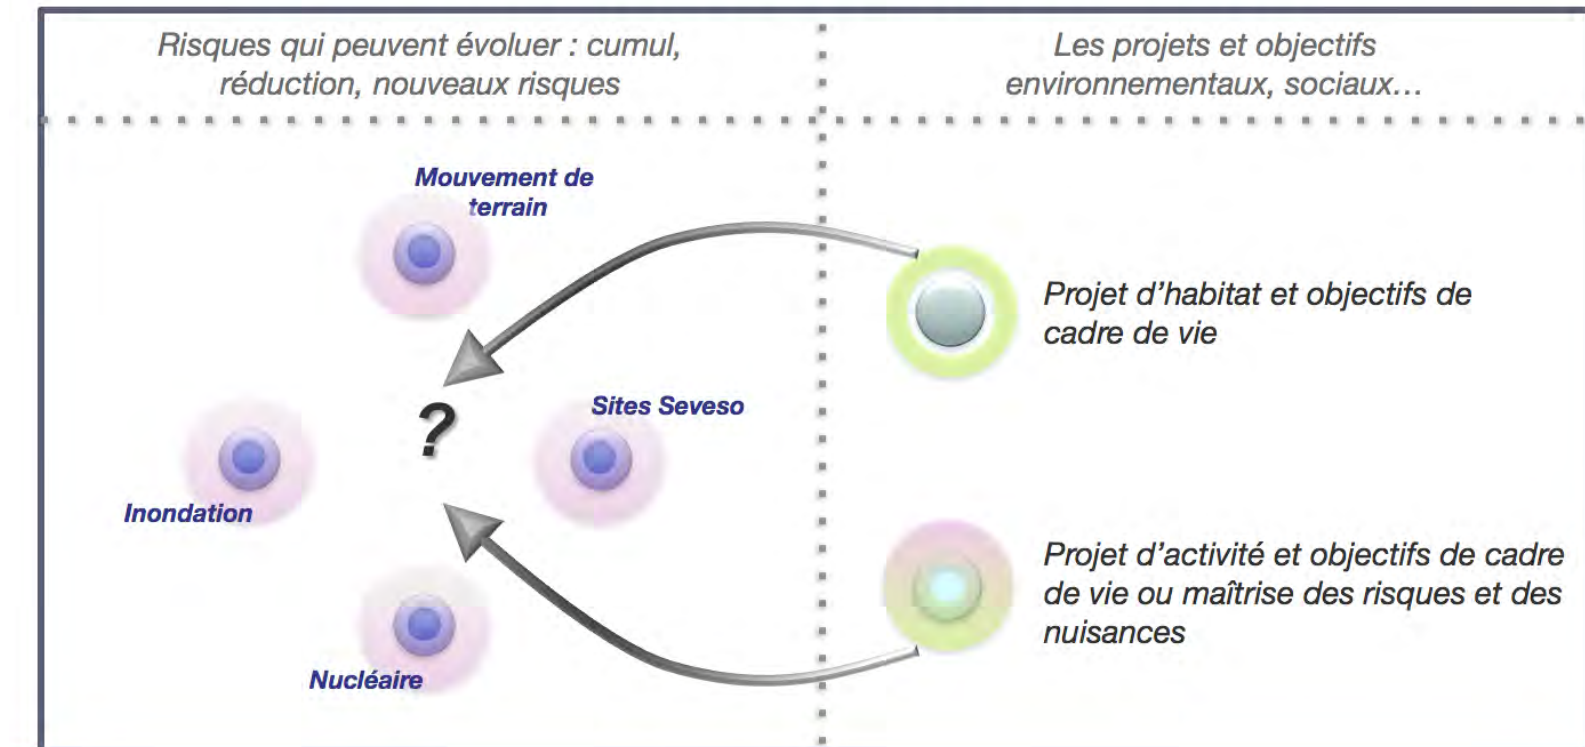 Risques qui peuvent évoluer : cumul,
réduction, nouveaux risques
Les projets et objectifs
environnementaux, sociaux...
Mouvement de
terrain
Projet d'habitat et objectifs de
cadre de vie
?
Sites Seveso
Inondation
Projet d'activité et objectifs de cadre
de vie ou maîtrise des risques et des
nuisances
Nucléaire